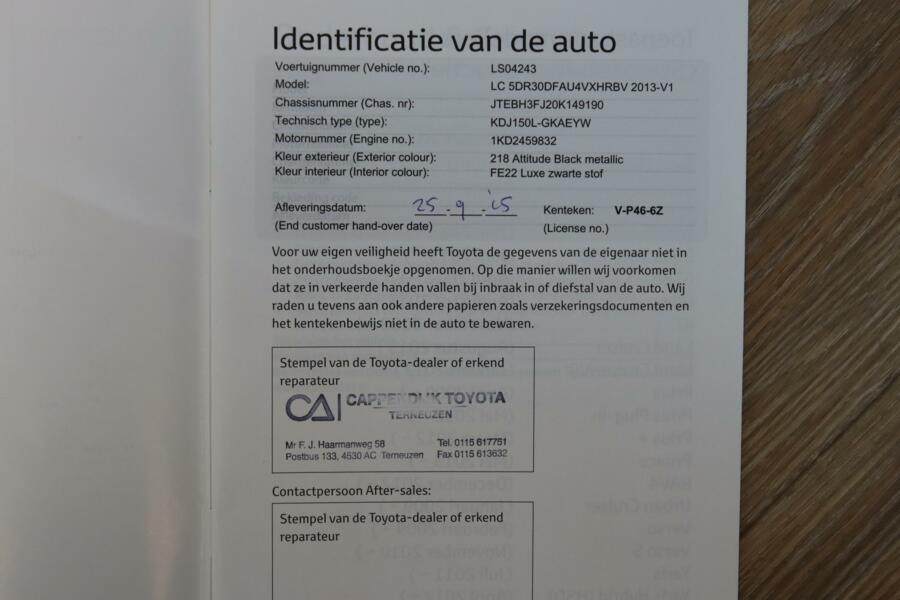 Identificatie van de auto
Voertuignummer (Vehicle no.): LS04243
Model: LC 5DR30DFAU4VXHRBV 2013-V1
Chassisnummer (Chas. nr): JTEBH3FJ20K149190
Technisch type (type): KDJ150L-GKAEYW
Motornummer (Engine no.): 1KD2459832
Kleur exterieur (Exterior colour): 218 Attitude Black metallic
Kleur interieur (Interior colour): FE22 Luxe zwarte stof
Afleveringsdatum: 25 . 9 . '15 Kenteken: V-P46-6Z
(End customer hand-over date) (License no.)
Voor uw eigen veiligheid heeft Toyota de gegevens van de eigenaar niet in
het onderhoudsboekje opgenomen. Op die manier willen wij voorkomen
dat ze in verkeerde handen vallen bij inbraak in of diefstal van de auto. Wij
raden u tevens aan ook andere papieren zoals verzekeringsdocumenten en
het kentekenbewijs niet in de auto te bewaren.
Stempel van de Toyota-dealer of erkend
reparateur
CAPPENDIJK TOYOTA
TERNEUZEN
Mr F. J. Haarmanweg 58 Tel. 0115 617751
Postbus 133, 4530 AC Terneuzen Fax 0115 613632
Contactpersoon After-sales:
Stempel van de Toyota-dealer of erkend
reparateur